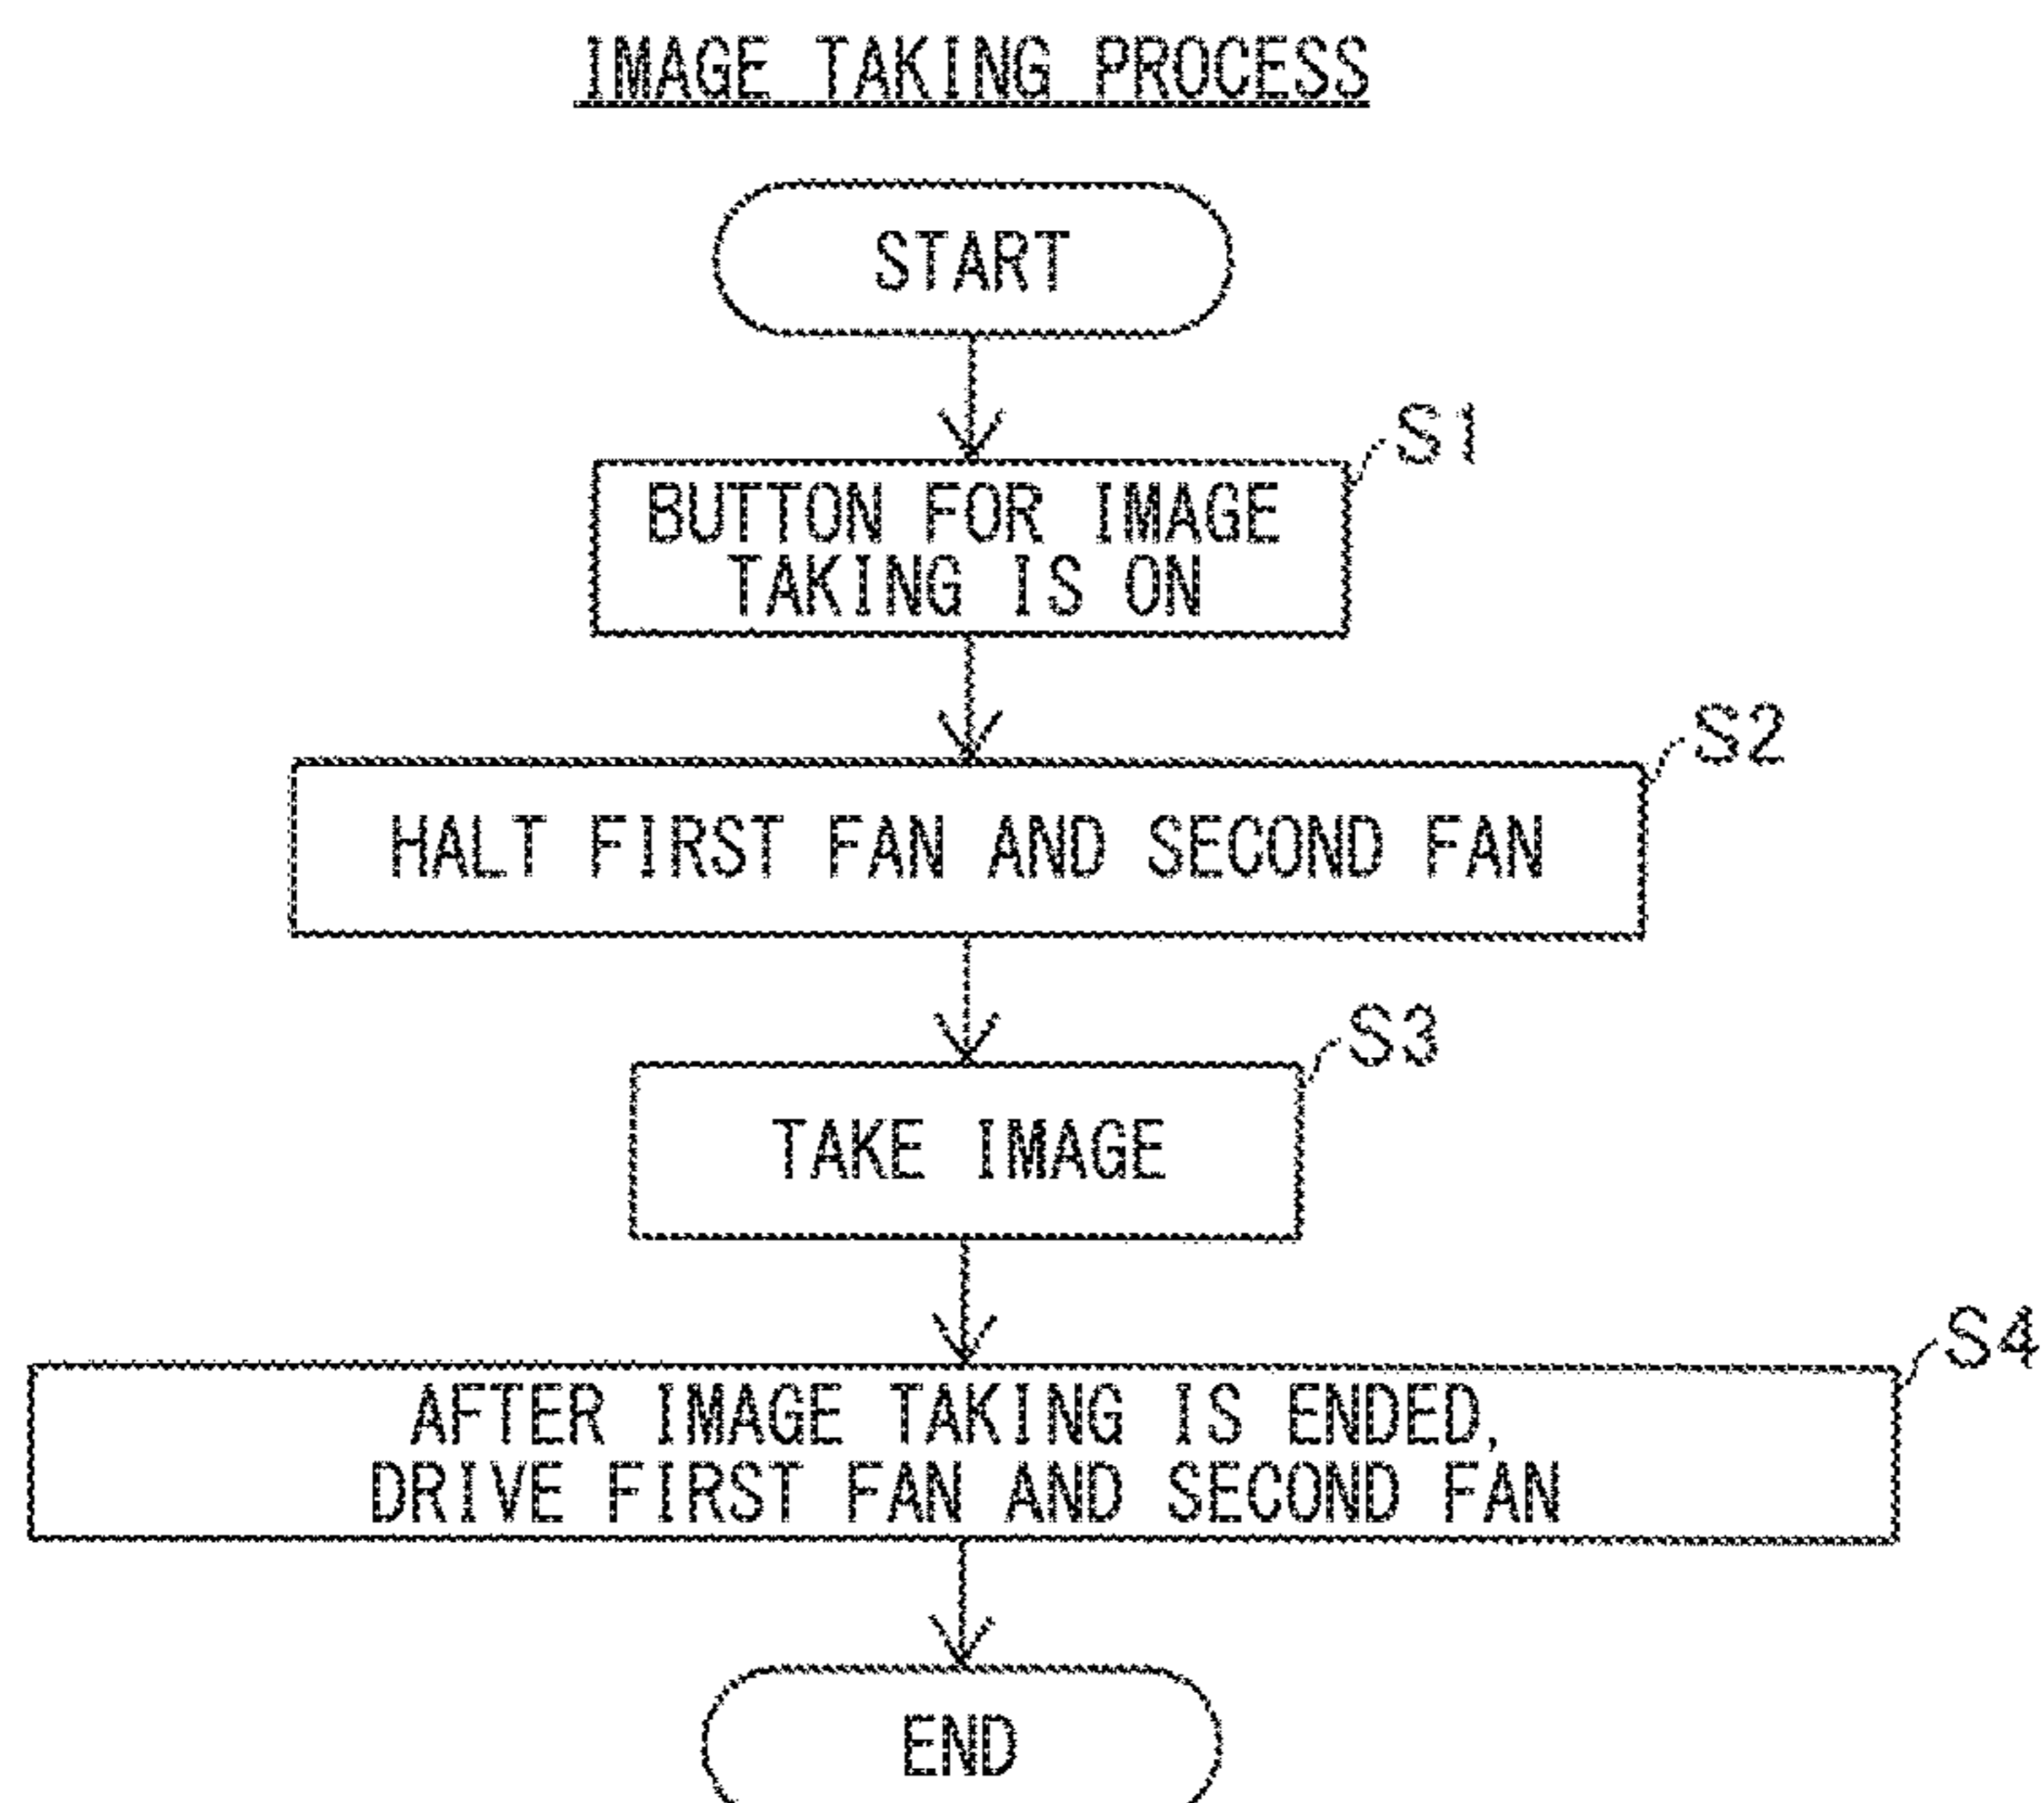 IMAGE TAKING PROCESS
START
S1
BUTTON FOR IMAGE
TAKING IS ON
S2
HALT FIRST FAN AND SECOND FAN
S3
TAKE IMAGE
S4
AFTER IMAGE TAKING IS ENDED,
DRIVE FIRST FAN AND SECOND FAN
END